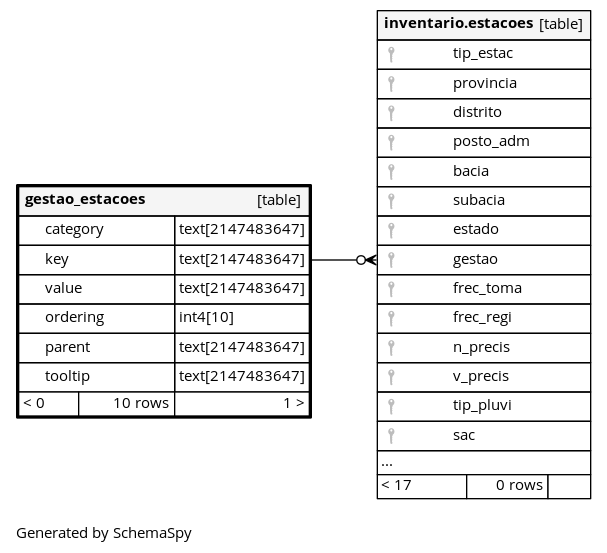 inventario.estacoes [table]
tip_estac
provincia
distrito
posto_adm
bacia
subacia
estado
gestao
frec_toma
frec_regi
n_precis
v_precis
tip_pluvi
sac
...
< 17 0 rows
gestao_estacoes [table]
category text[2147483647]
key text[2147483647]
value text[2147483647]
ordering int4[10]
parent text[2147483647]
tooltip text[2147483647]
< 0 10 rows 1 >
Generated by SchemaSpy